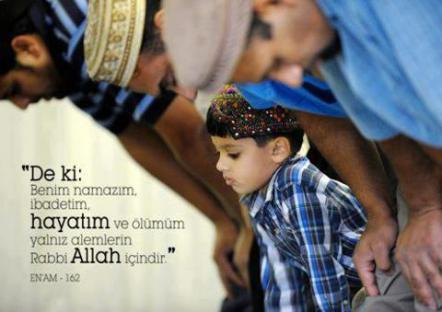 "De ki:
Benim namazım,
ibadetim,
hayatım ve ölümüm
yalnız alemlerin
Rabbi Allah içindir."
EN'AM - 162